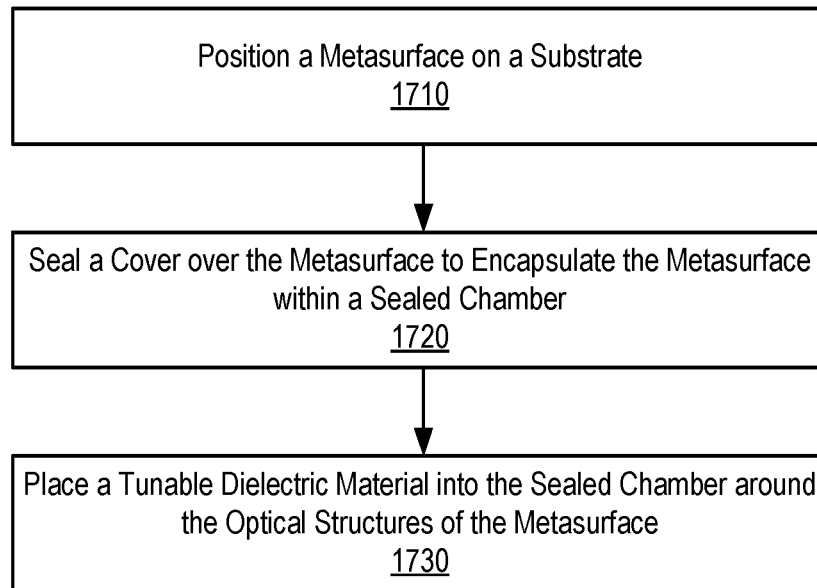 Position a Metasurface on a Substrate
1710
Seal a Cover over the Metasurface to Encapsulate the Metasurface
within a Sealed Chamber
1720
Place a Tunable Dielectric Material into the Sealed Chamber around
the Optical Structures of the Metasurface
1730